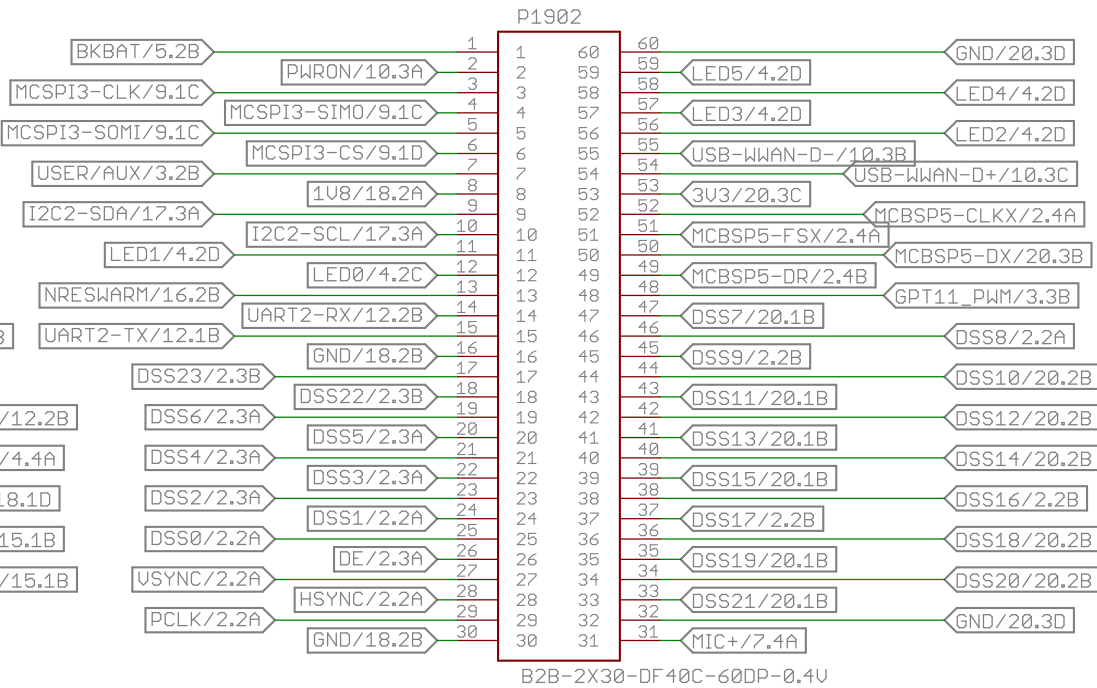 P1902
BKBAT/5.2B 1 1 60 60 GND/20.3D
PWRON/10.3A 2 2 59 59 LED5/4.2D
MCSPI3-CLK/9.1C 3 3 58 58 LED4/4.2D
MCSPI3-SIMO/9.1C 4 4 57 57 LED3/4.2D
MCSPI3-SOMI/9.1C 5 5 56 56 LED2/4.2D
MCSPI3-CS/9.1D 6 6 55 55 USB-WWAN-D-/10.3B
USER/AUX/3.2B 7 7 54 54 USB-WWAN-D+/10.3C
1V8/18.2A 8 8 53 53 3V3/20.3C
I2C2-SDA/17.3A 9 9 52 52 MCBSP5-CLKX/2.4A
I2C2-SCL/17.3A 10 10 51 51 MCBSP5-FSX/2.4A
LED1/4.2D 11 11 50 50 MCBSP5-DX/20.3B
LED0/4.2C 12 12 49 49 MCBSP5-DR/2.4B
NRESWARM/16.2B 13 13 48 48 GPT11_PWM/3.3B
UART2-RX/12.2B 14 14 47 47 DSS7/20.1B
B UART2-TX/12.1B 15 15 46 46 DSS8/2.2A
GND/18.2B 16 16 45 45 DSS9/2.2B
DSS23/2.3B 17 17 44 44 DSS10/20.2B
DSS22/2.3B 18 18 43 43 DSS11/20.1B
/12.2B DSS6/2.3A 19 19 42 42 DSS12/20.2B
DSS5/2.3A 20 20 41 41 DSS13/20.1B
/4.4A DSS4/2.3A 21 21 40 40 DSS14/20.2B
DSS3/2.3A 22 22 39 39 DSS15/20.1B
18.1D DSS2/2.3A 23 23 38 38 DSS16/2.2B
DSS1/2.2A 24 24 37 37 DSS17/2.2B
15.1B DSS0/2.2A 25 25 36 36 DSS18/20.2B
DE/2.3A 26 26 35 35 DSS19/20.1B
/15.1B VSYNC/2.2A 27 27 34 34 DSS20/20.2B
HSYNC/2.2A 28 28 33 33 DSS21/20.1B
PCLK/2.2A 29 29 32 32 GND/20.3D
GND/18.2B 30 30 31 31 MIC+/7.4A
B2B-2X30-DF40C-60DP-0.4V